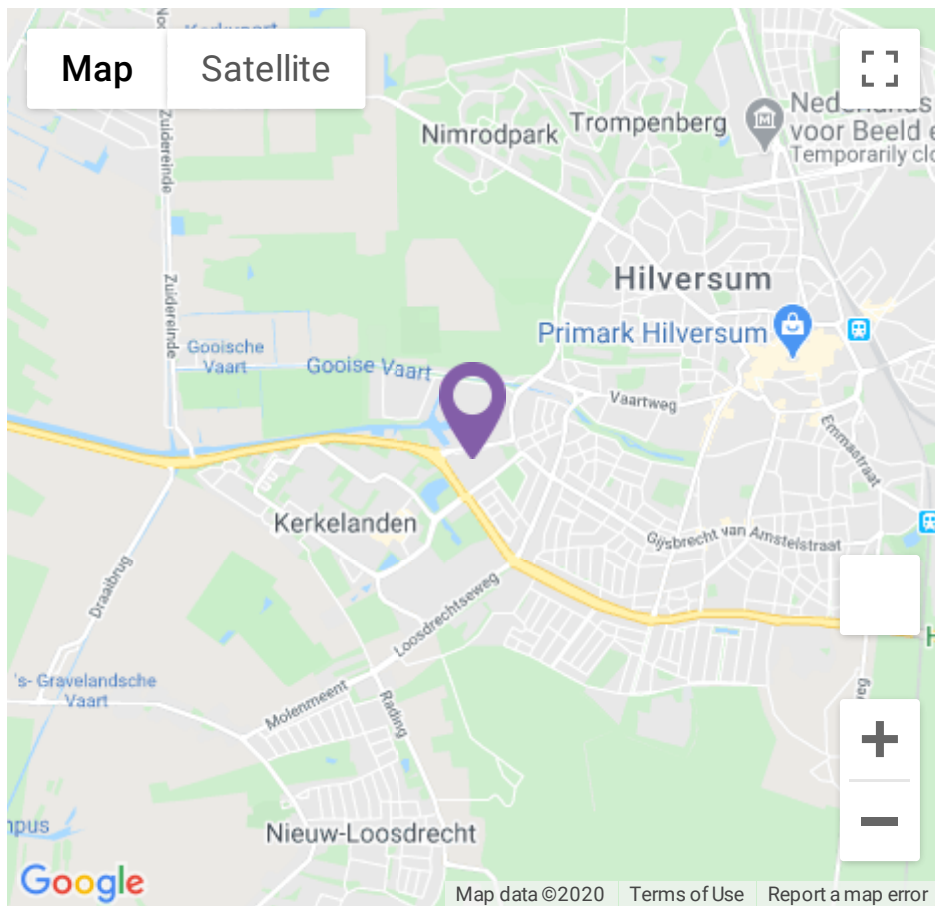 Map
Satellite
Zuidereinde
Nimrodpark
Trompenberg
voor Beeld
Temporarily
Zuidereinde
Hilversum
Primark Hilversum
Gooische
Vaart
Gooise Vaart
Vaartweg
Emmastraat
Kerkelanden
Gijsbrecht van Amstelstraat
Draaibrug
Loosdrechtseweg
's- Gravelandsche
Vaart
Molenmeent
Rading
Nieuw-Loosdrecht
Google
Map data ©2020
Terms of Use
Report a map error